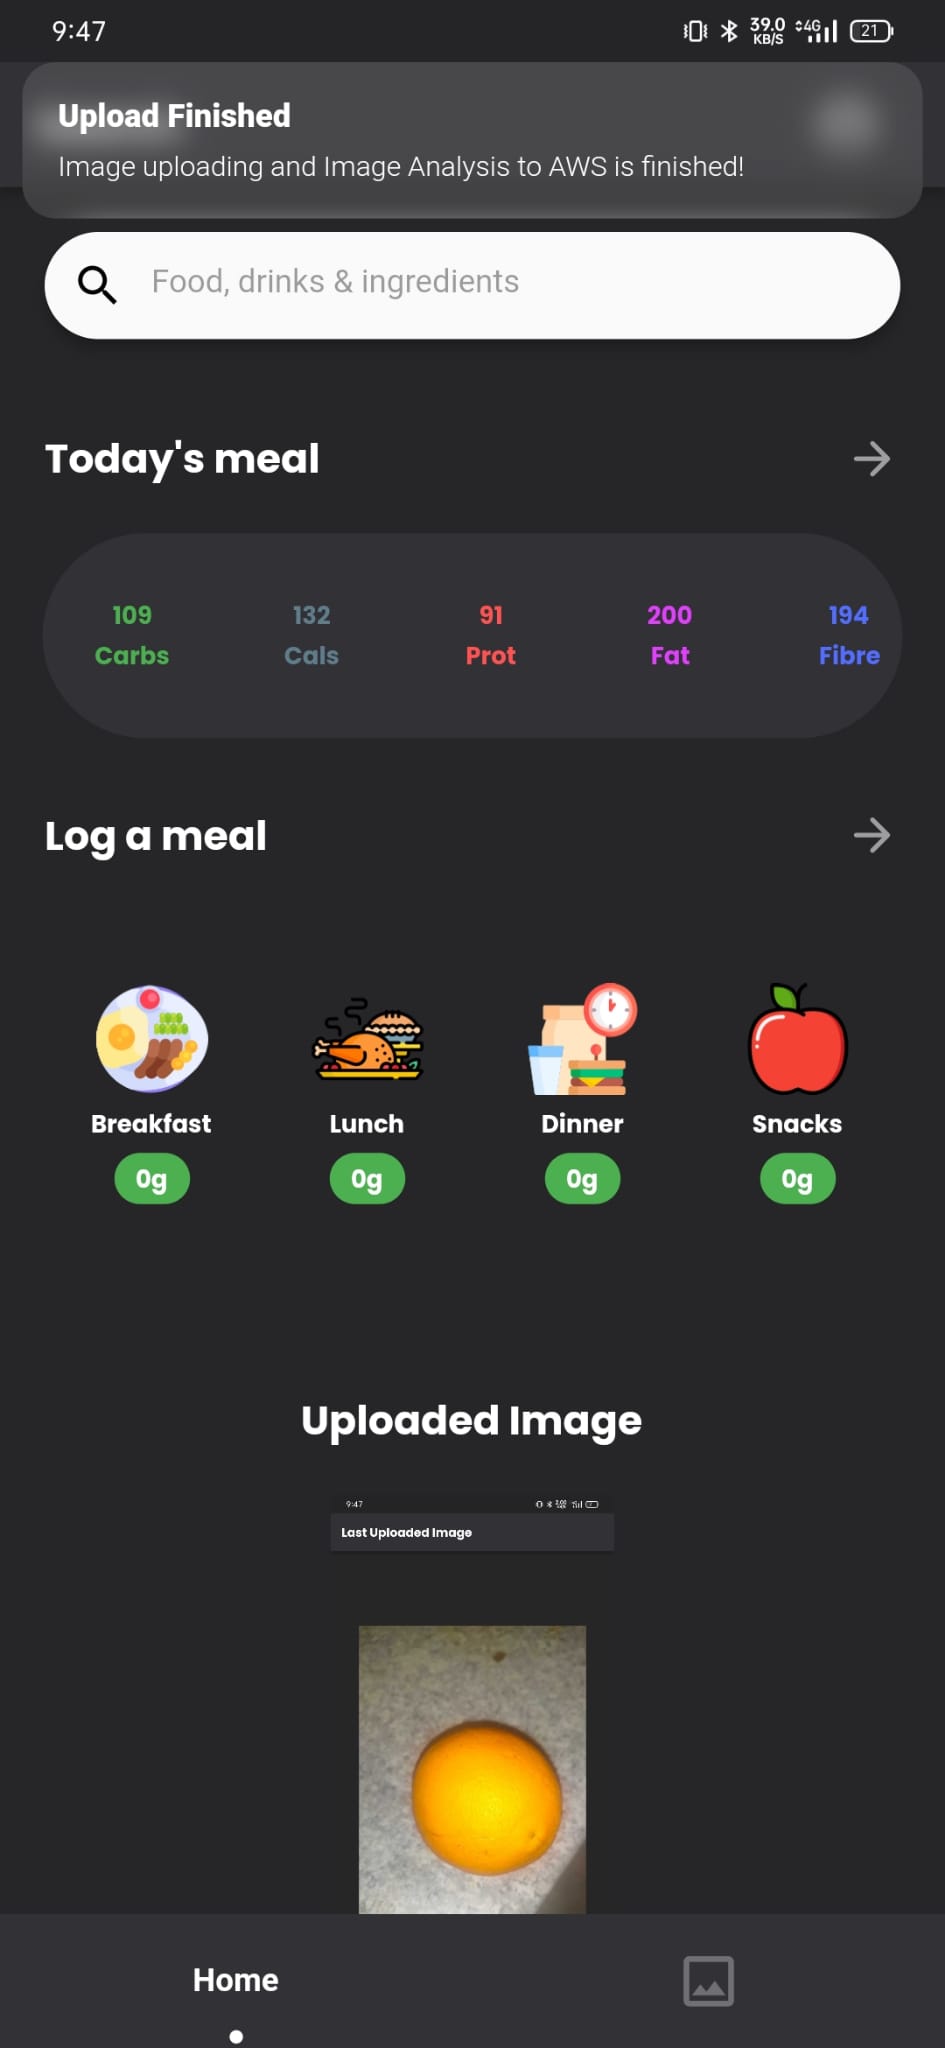 9:47
39.0
KB/S
4G
21
Upload Finished
Image uploading and Image Analysis to AWS is finished!
Food, drinks & ingredients
Today's meal
109 132 91 200 194
Carbs Cals Prot Fat Fibre
Log a meal
Breakfast Lunch Dinner Snacks
0g 0g 0g 0g
Uploaded Image
9:47
Last Uploaded Image
Home